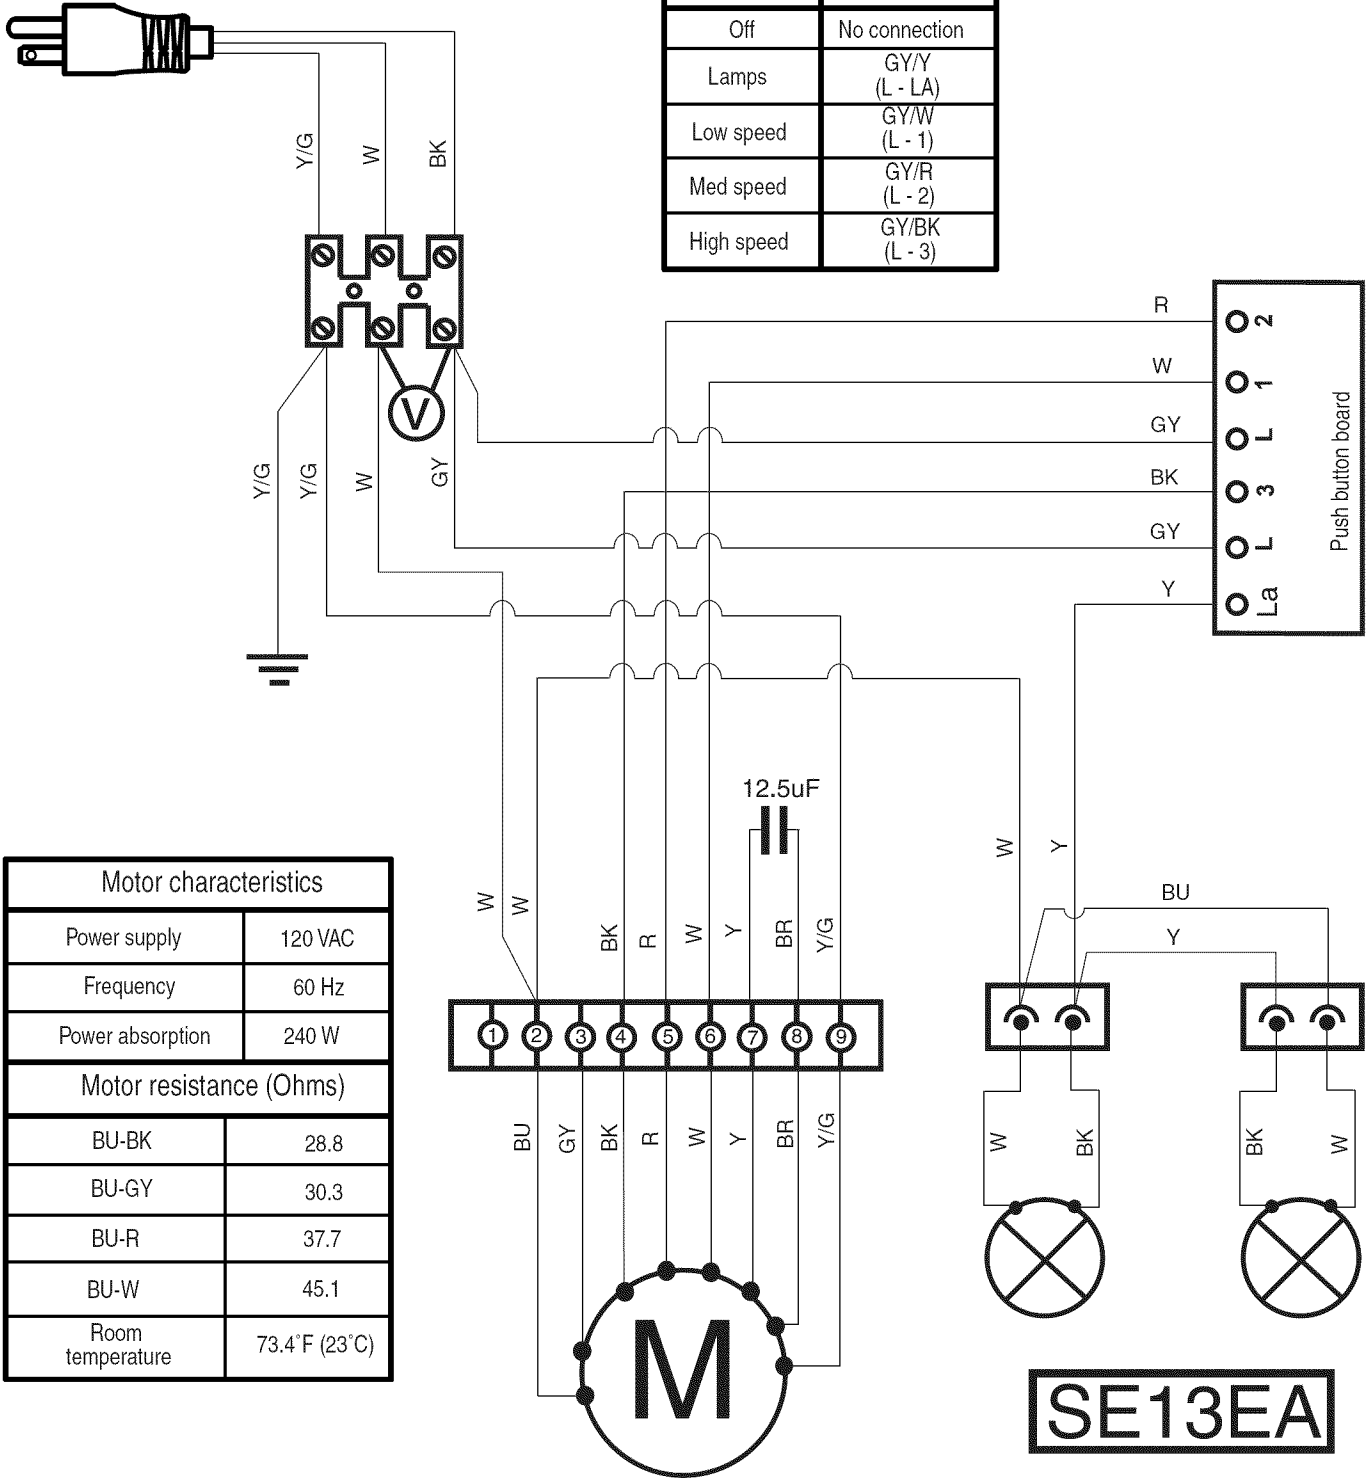 Off No connection
Lamps GY/Y
(L - LA)
Low speed GY/W
(L - 1)
Med speed GY/R
(L - 2)
High speed GY/BK
(L - 3)
Y/G W BK
V
Y/G Y/G W GY
R 2
W 1
GY L
BK 3
GY L
Y La
Push button board
12.5uF
W Y
BU
Y
W W BK R W Y BR Y/G
1 2 3 4 5 6 7 8 9
BU GY BK R W Y BR Y/G
W BK BK W
M
Motor characteristics
Power supply 120 VAC
Frequency 60 Hz
Power absorption 240 W
Motor resistance (Ohms)
BU-BK 28.8
BU-GY 30.3
BU-R 37.7
BU-W 45.1
Room
temperature 73.4°F (23°C)
SE13EA